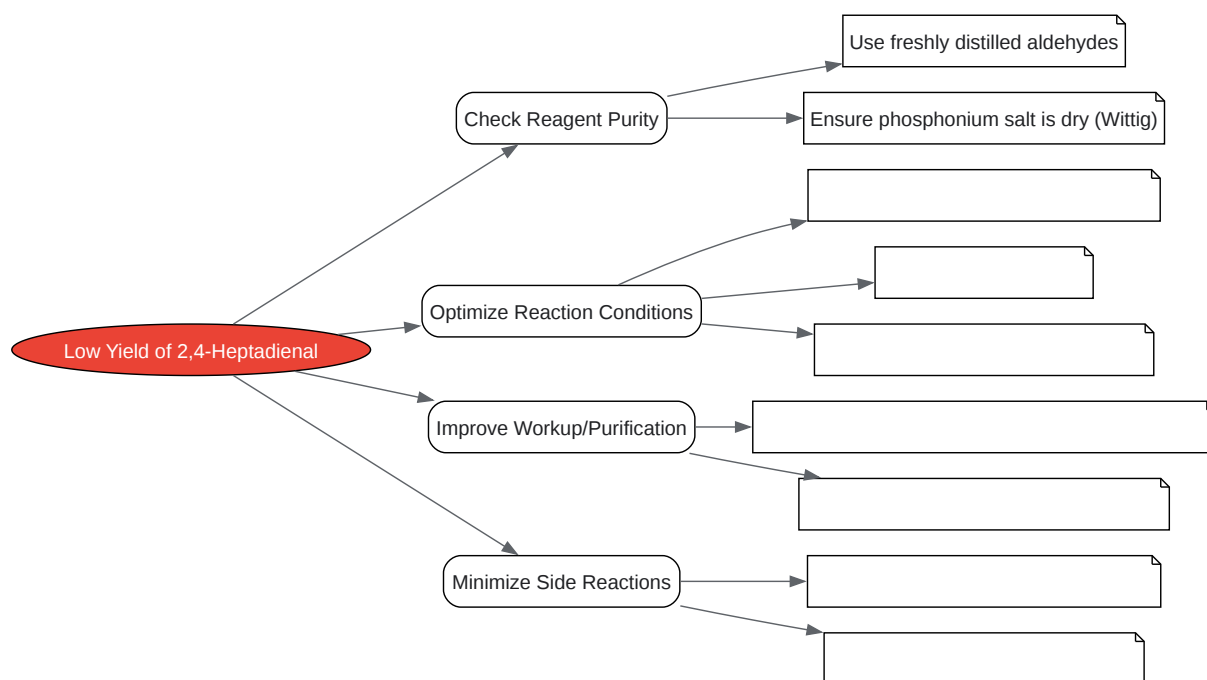 Use freshly distilled aldehydes
Check Reagent Purity
Ensure phosphonium salt is dry (Wittig)
Optimize Reaction Conditions
Low Yield of 2,4-Heptadienal
Improve Workup/Purification
Minimize Side Reactions